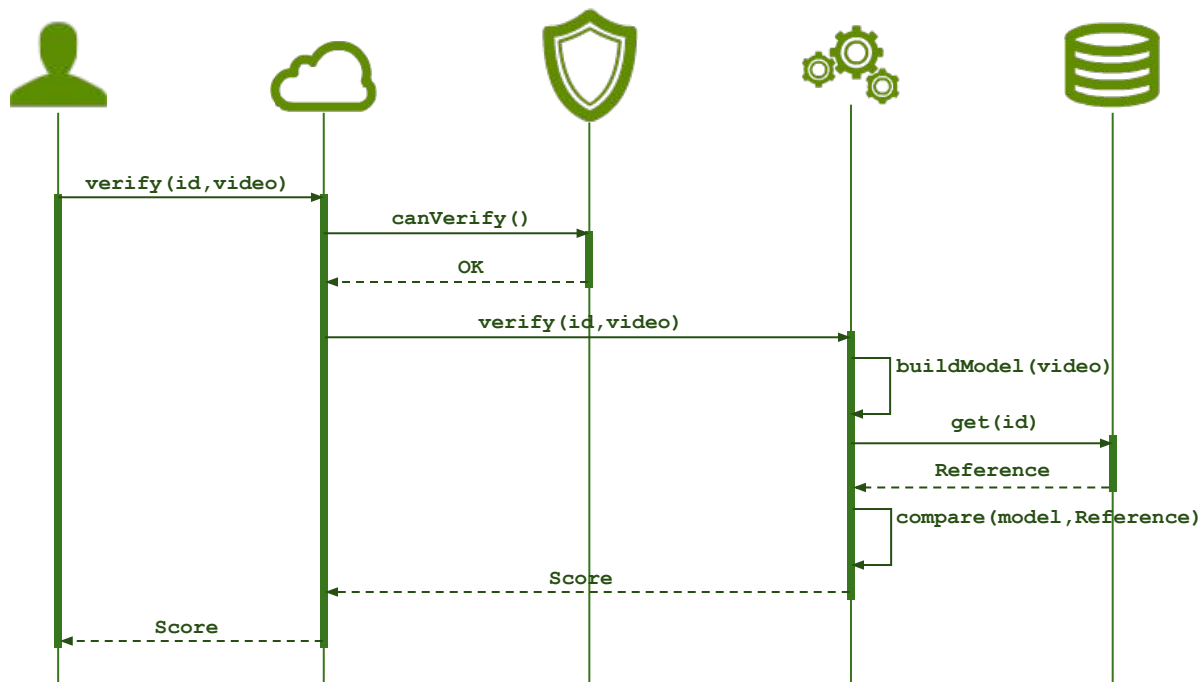 verify(id,video)
canVerify()
OK
verify(id,video)
buildModel(video)
get(id)
Reference
compare(model,Reference)
Score
Score